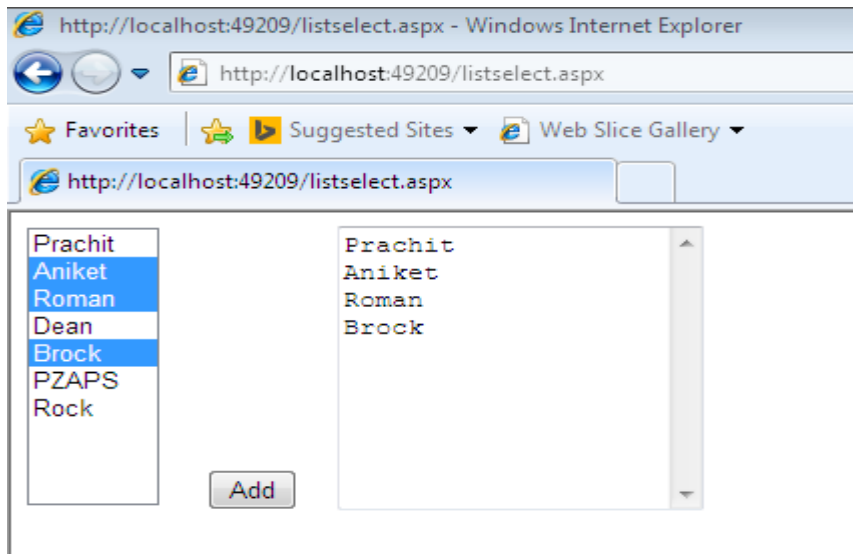 http://localhost:49209/listselect.aspx - Windows Internet Explorer
http://localhost:49209/listselect.aspx
Favorites Suggested Sites Web Slice Gallery
http://localhost:49209/listselect.aspx
Prachit
Aniket
Roman
Dean
Brock
PZAPS
Rock
Add
Prachit
Aniket
Roman
Brock